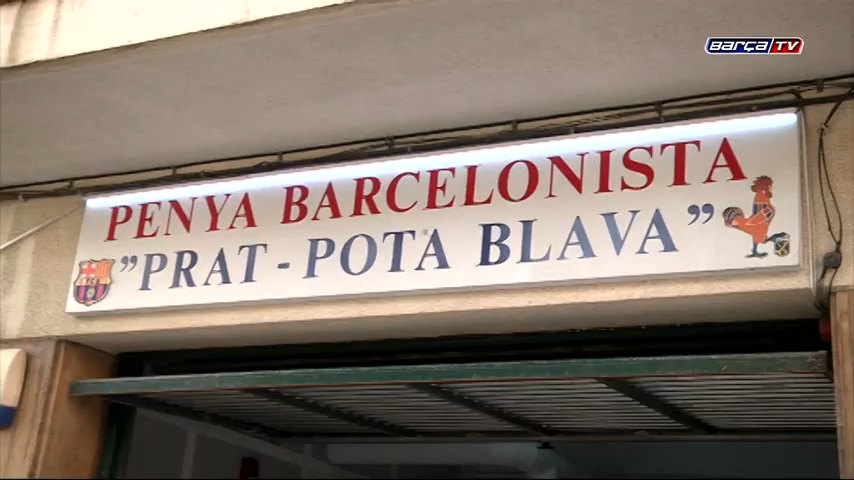 Barça TV
PENYA BARCELONISTA
”PRAT - POTA BLAVA”